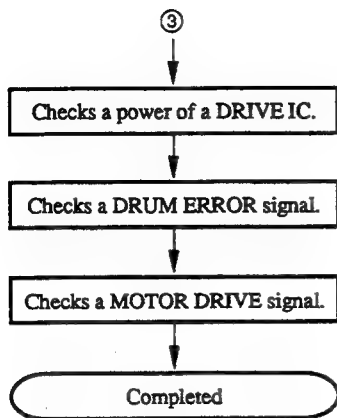 ③
Checks a power of a DRIVE IC.
Checks a DRUM ERROR signal.
Checks a MOTOR DRIVE signal.
Completed